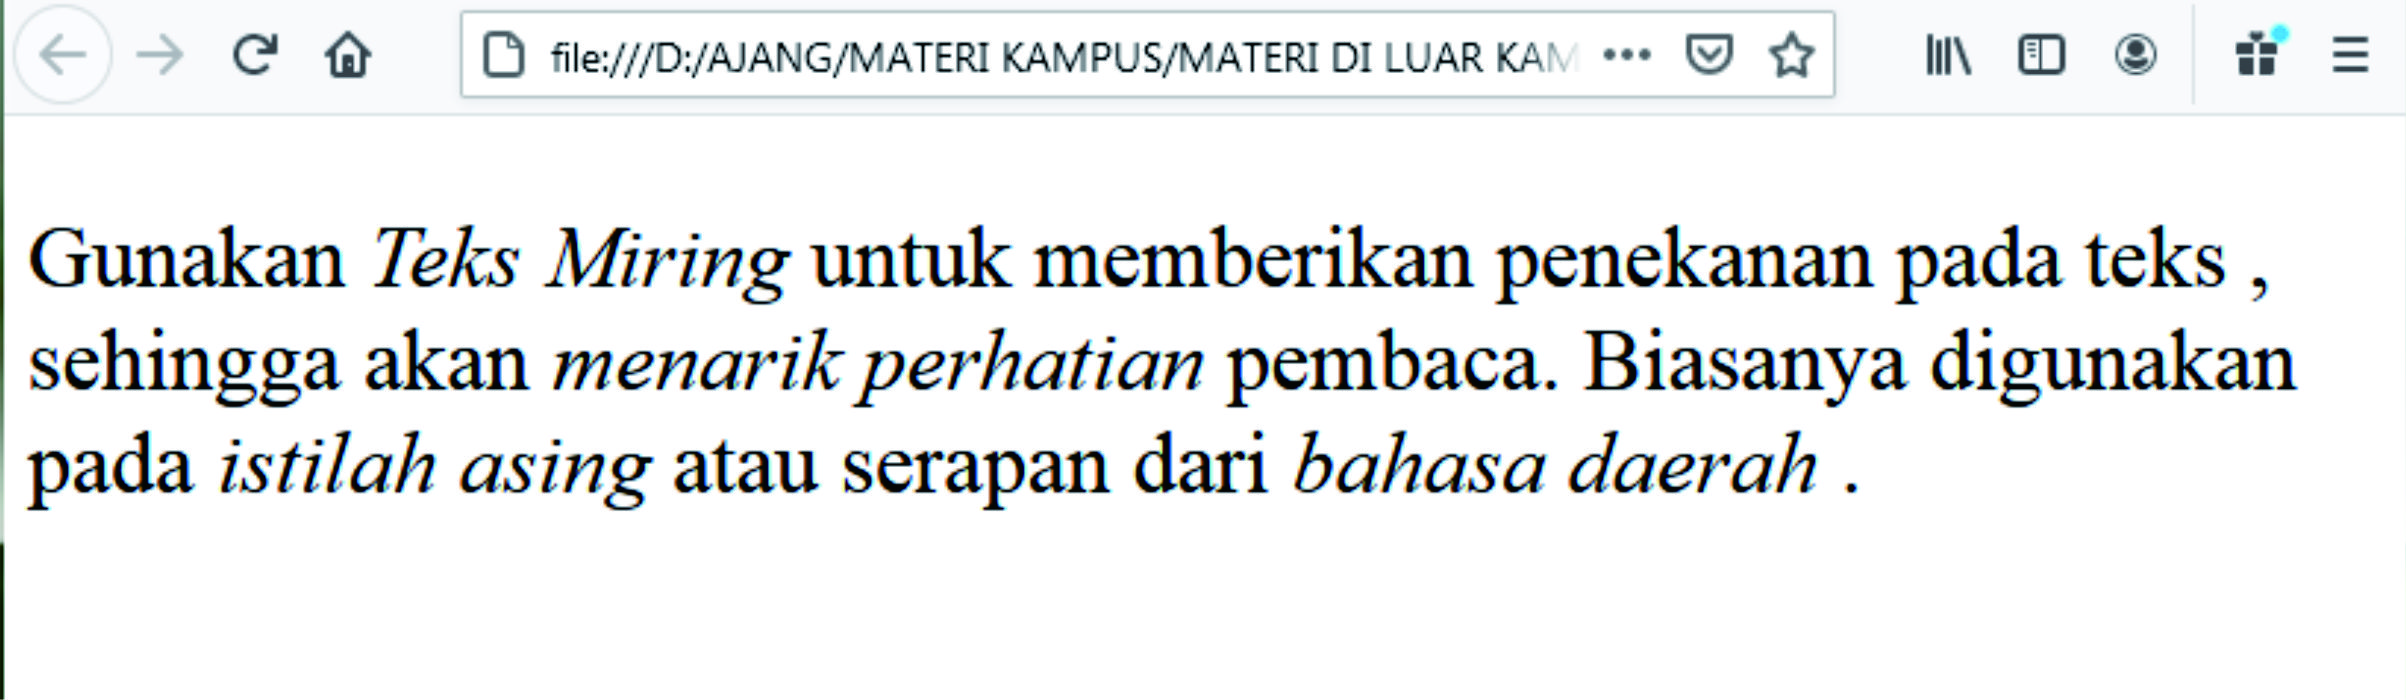 file:///D:/AJANG/MATERI KAMPUS/MATERI DI LUAR KAM
Gunakan Teks Miring untuk memberikan penekanan pada teks ,
sehingga akan menarik perhatian pembaca. Biasanya digunakan
pada istilah asing atau serapan dari bahasa daerah .